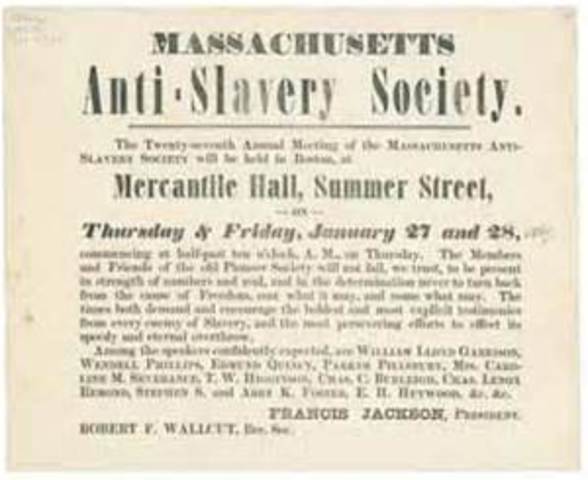 MASSACHUSETTS
Anti-Slavery Society.
The Twenty-seventh Annual Meeting of the MASSACHUSETTS ANTI-
SLAVERY SOCIETY will be held in Boston, at
Mercantile Hall, Summer Street,
—ON—
Thursday & Friday, January 27 and 28,
commencing at half-past ten o'clock, A. M., on Thursday. The Members
and Friends of the old Pioneer Society will not fail, we trust, to be present
in strength of numbers and zeal, and in the determination never to turn back
from the cause of Freedom, cost what it may, and come what may. The
times both demand and encourage the boldest and most explicit testimonies
from every enemy of Slavery, and the most persevering efforts to effect its
speedy and eternal overthrow.
Among the speakers confidently expected, are WILLIAM LLOYD GARRISON,
WENDELL PHILLIPS, EDMUND QUINCY, PARKER PILLSBURY, MRS. CARO-
LINE M. SEVERANCE, T. W. HIGGINSON, CHAS. C. BURLEIGH, CHAS. LENOX
REMOND, STEPHEN S. and ABBY K. FOSTER, E. H. HEYWOOD, &c. &c.
FRANCIS JACKSON, PRESIDENT.
ROBERT F. WALLCUT, Rec. Sec.